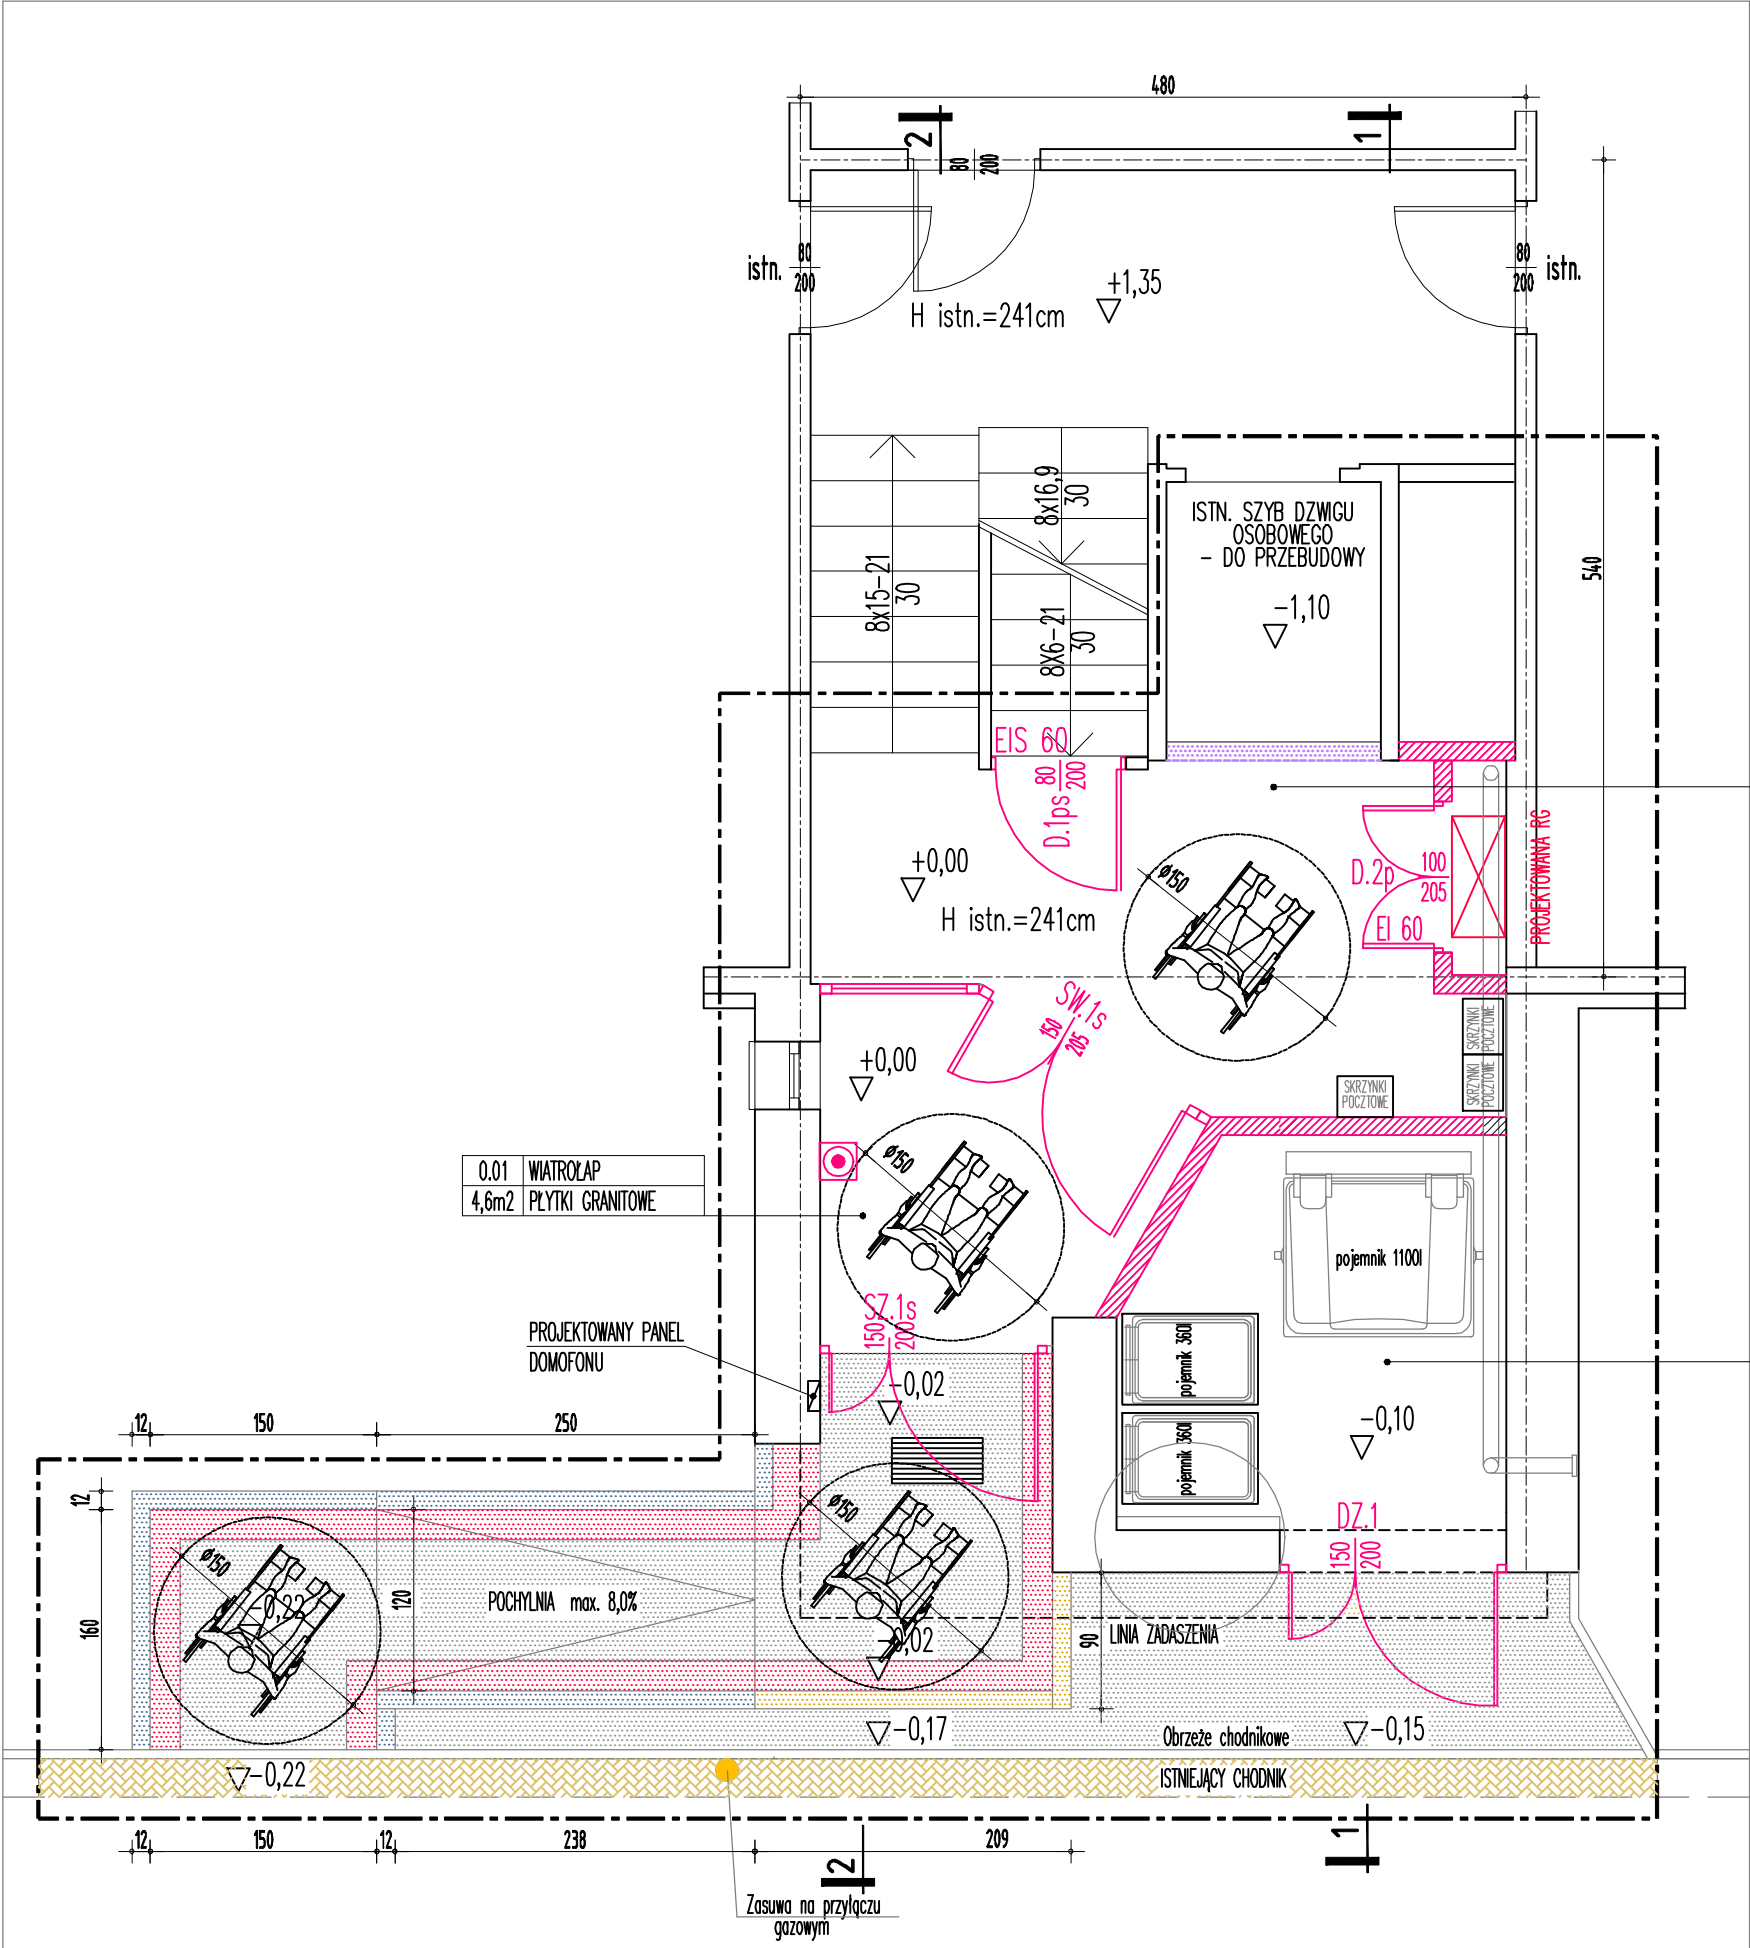 480
2
1
80
200
istn.
80
200
80
200
istn.
+1,35
H istn.=241cm
8x16,9
30
ISTN. SZYB DZWIGU
OSOBOWEGO
- DO PRZEBUDOWY
540
8x15-21
30
-1,10
8X6-21
30
EIS 60
80
200
D.1ps
+0,00
H istn.=241cm
ø150
D.2p
100
205
EI 60
PROJEKTOWANA RG
SW.1s
150
205
SKRZYNKI
POCZTOWE
SKRZYNKI
POCZTOWE
SKRZYNKI
POCZTOWE
+0,00
0.01 WIATROŁAP
4,6m2 PŁYTKI GRANITOWE
ø150
pojemnik 1100l
SZ.1s
150
200
PROJEKTOWANY PANEL
DOMOFONU
pojemnik 360l
-0,02
-0,10
12
150
250
pojemnik 360l
12
ø150
DZ.1
150
200
ø150
160
-0,22
120
POCHYLNIA max. 8,0%
-0,02
90
LINIA ZADASZENIA
-0,17
Obrzeże chodnikowe
-0,15
-0,22
ISTNIEJĄCY CHODNIK
12
150
12
238
209
2
1
Zasuwa na przyłączu
gazowym